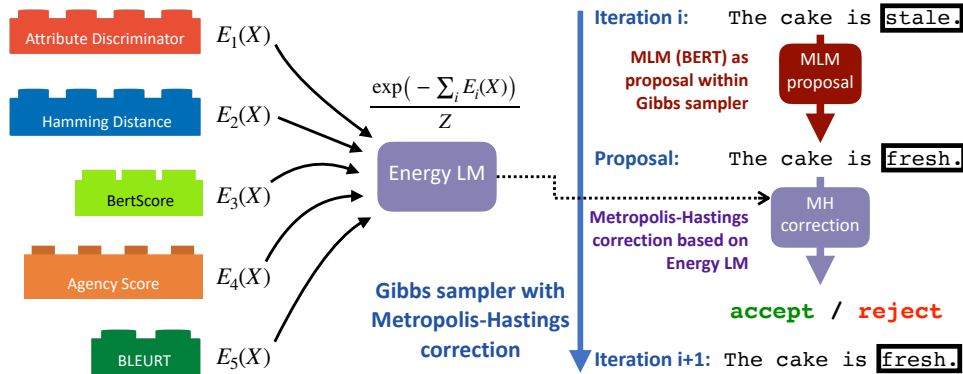 Attribute Discriminator
E₁(X)
Hamming Distance
E₂(X)
BertScore
E₃(X)
Agency Score
E₄(X)
BLEURT
E₅(X)
exp(− ∑ᵢ Eᵢ(X))
Z
Energy LM
Gibbs sampler with
Metropolis-Hastings
correction
Iteration i: The cake is stale.
MLM (BERT) as
proposal within
Gibbs sampler
MLM
proposal
Proposal: The cake is fresh.
Metropolis-Hastings
correction based on
Energy LM
MH
correction
accept / reject
Iteration i+1: The cake is fresh.